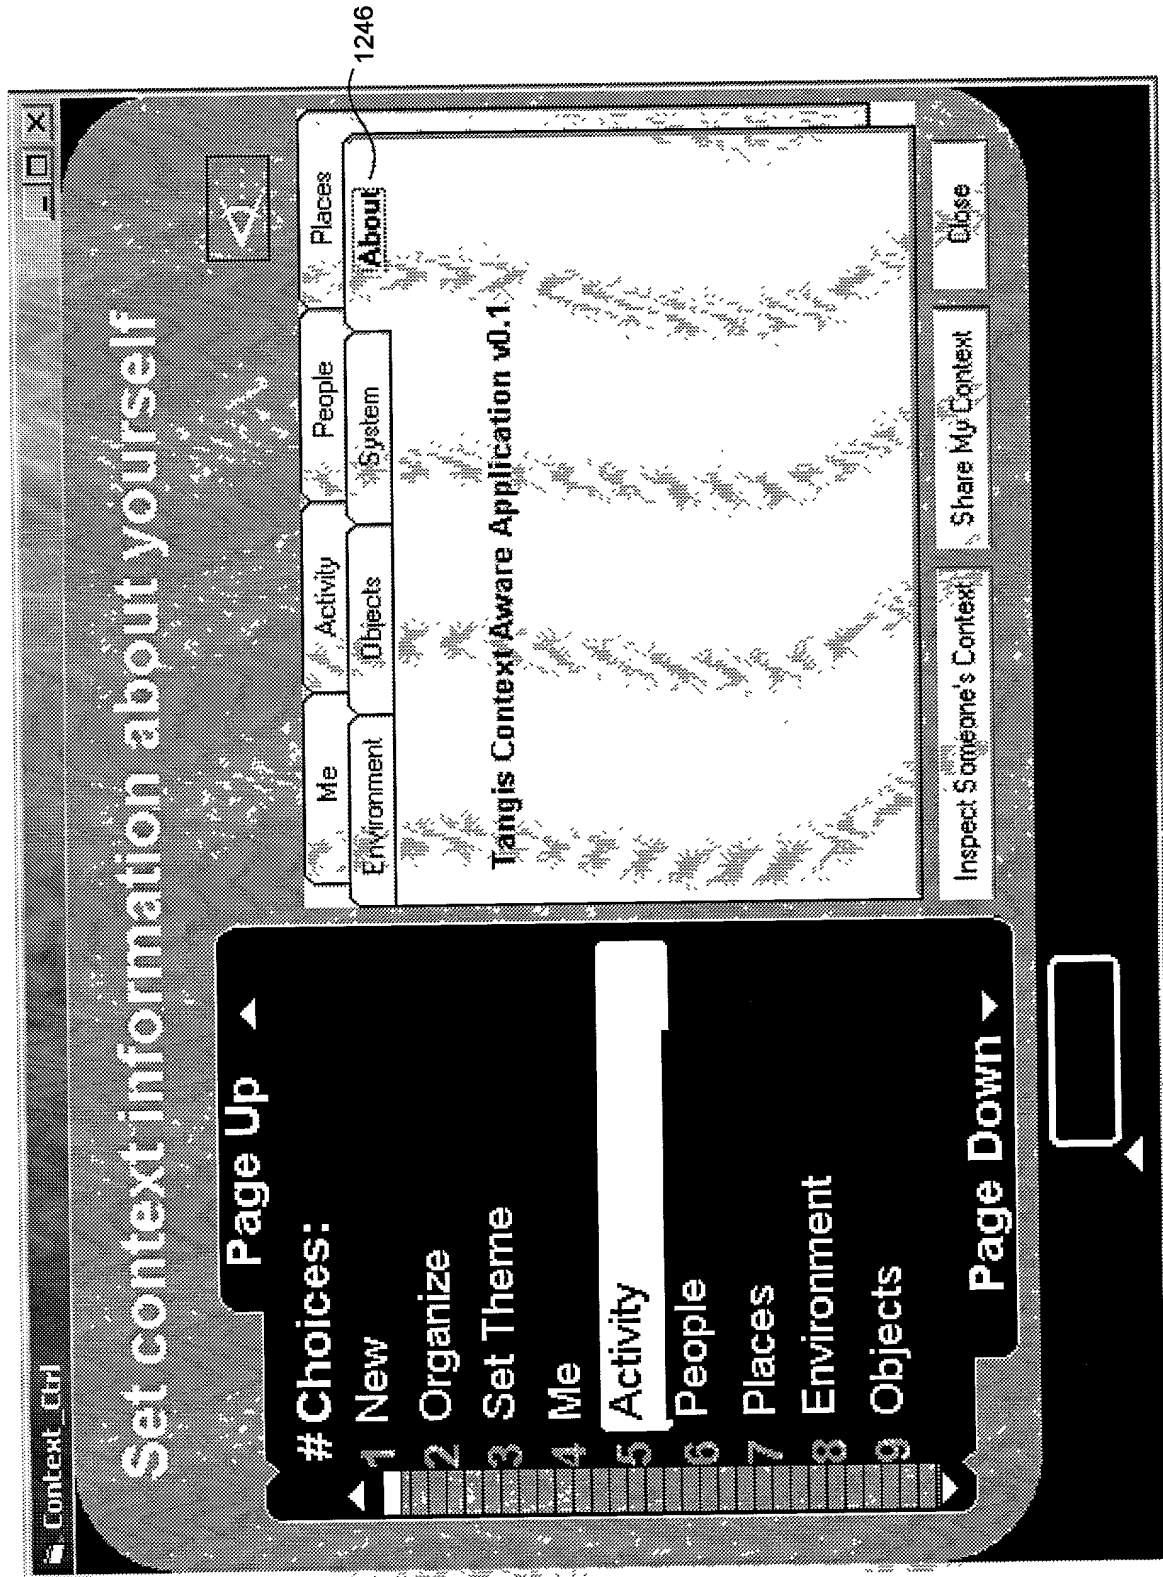 Context_Ctrl
Set context information about yourself
Page Up
# Choices:
1 New
2 Organize
3 Set Theme
4 Me
5 Activity
6 People
7 Places
8 Environment
9 Objects
Page Down
Me Activity People Places
Environment Objects System About
1246
Tangis Context Aware Application v0.1
Inspect Someone's Context Share My Context Close